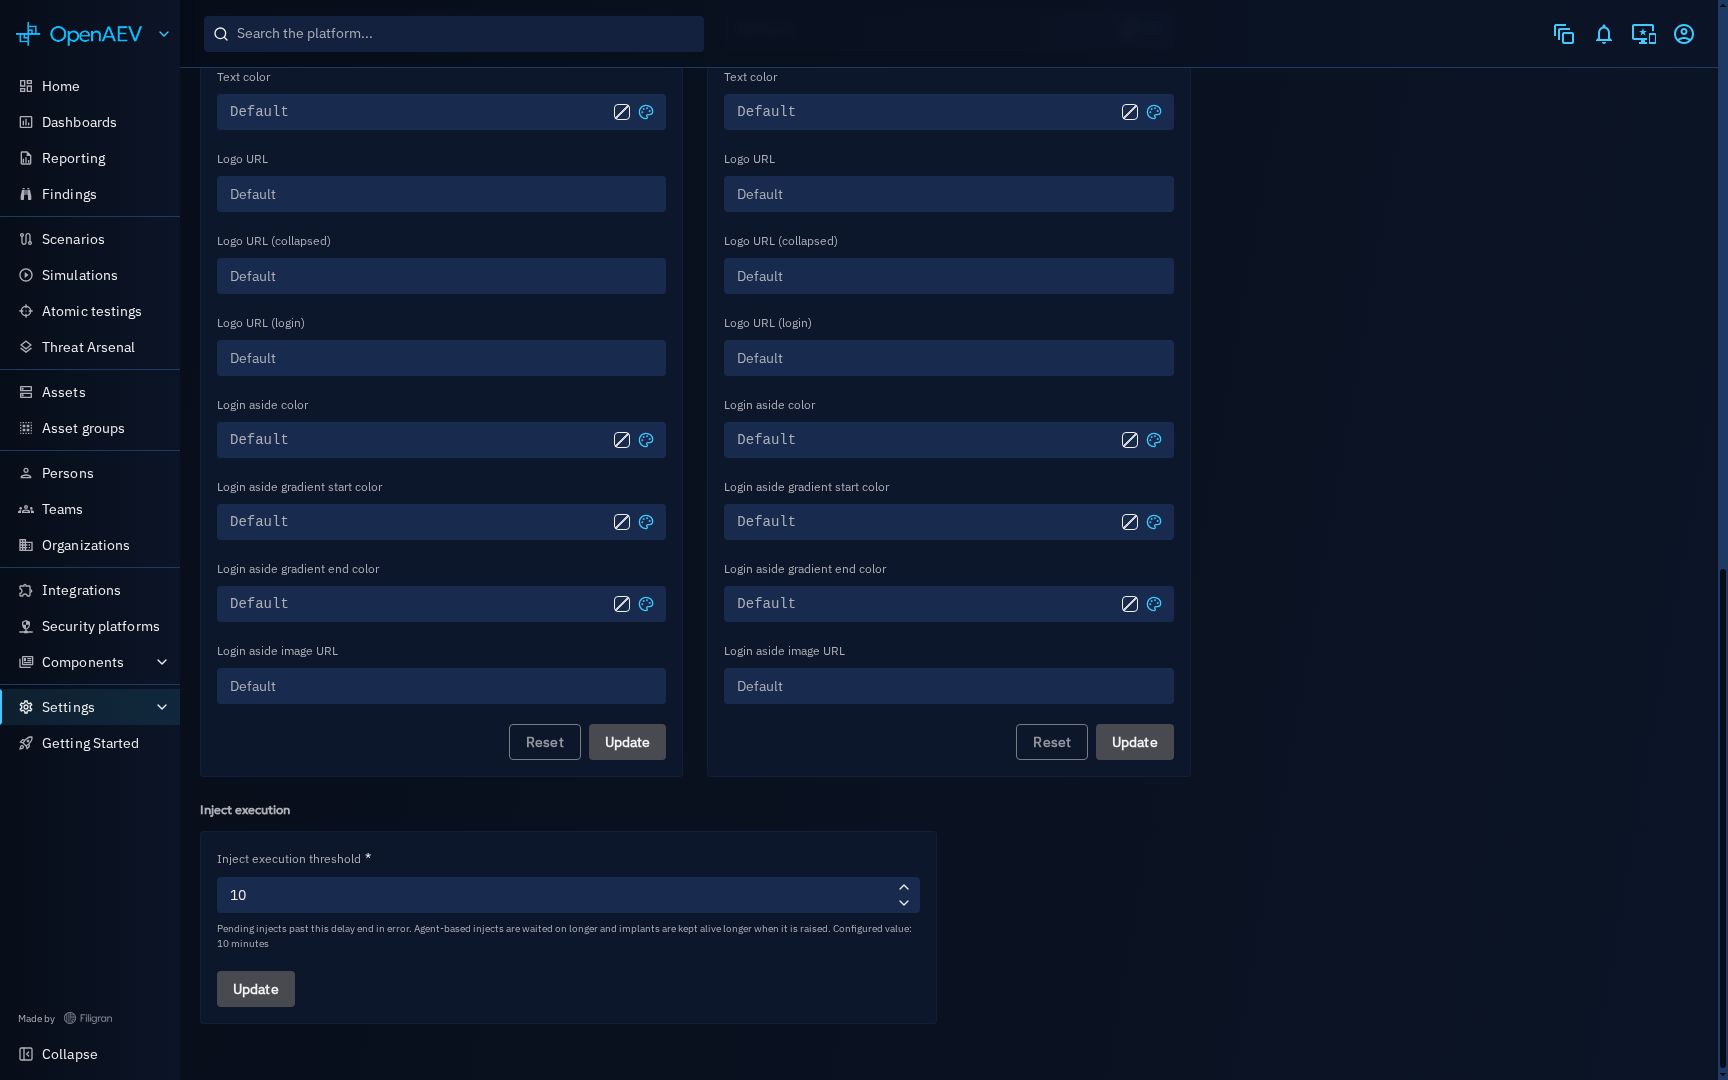 OpenAEV
Search the platform...
Home
Dashboards
Reporting
Findings
Scenarios
Simulations
Atomic testings
Threat Arsenal
Assets
Asset groups
Persons
Teams
Organizations
Integrations
Security platforms
Components
Settings
Getting Started
Made by Filigran
Collapse
Text color
Default
Logo URL
Default
Logo URL (collapsed)
Default
Logo URL (login)
Default
Login aside color
Default
Login aside gradient start color
Default
Login aside gradient end color
Default
Login aside image URL
Default
Reset Update
Text color
Default
Logo URL
Default
Logo URL (collapsed)
Default
Logo URL (login)
Default
Login aside color
Default
Login aside gradient start color
Default
Login aside gradient end color
Default
Login aside image URL
Default
Reset Update
Inject execution
Inject execution threshold *
10
Pending injects past this delay end in error. Agent-based injects are waited on longer and implants are kept alive longer when it is raised. Configured value:
10 minutes
Update